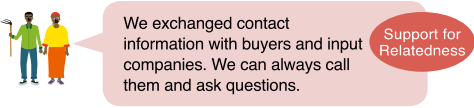 We exchanged contact
information with buyers and input
companies. We can always call
them and ask questions.
Support for
Relatedness